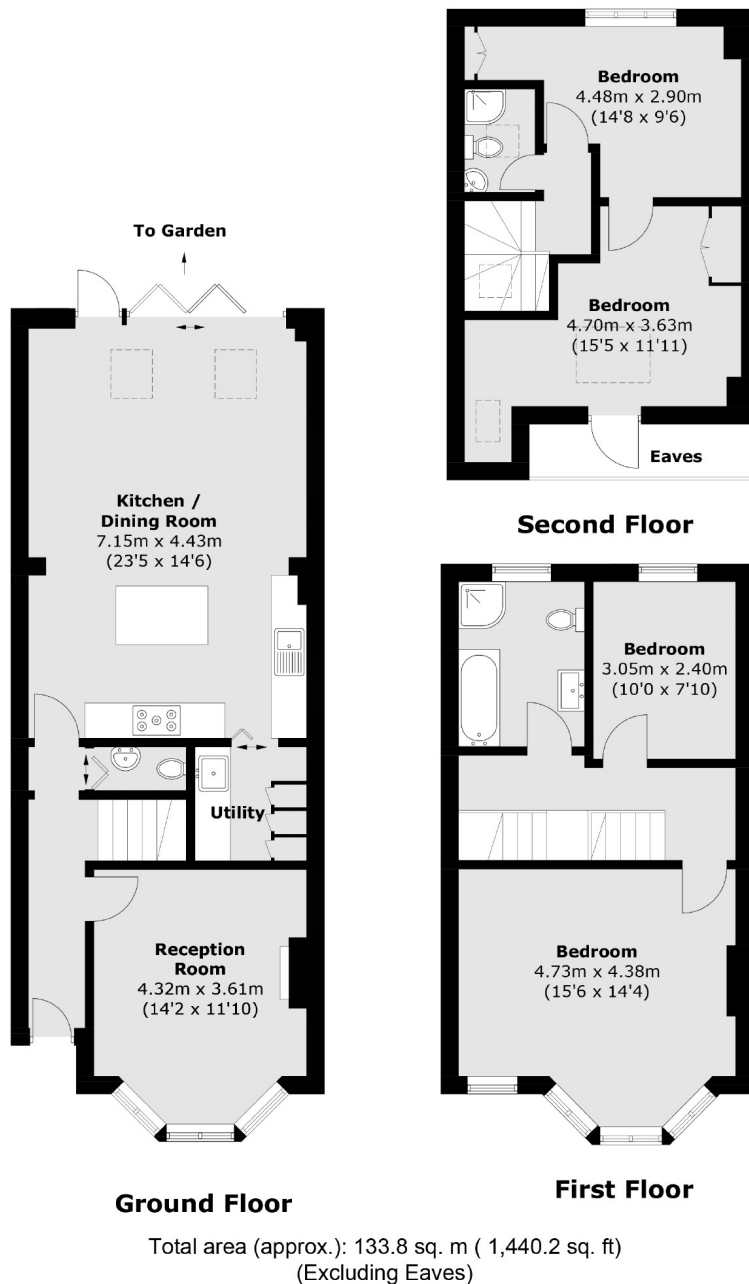 Bedroom
4.48m x 2.90m
(14'8 x 9'6)
Bedroom
4.70m x 3.63m
(15'5 x 11'11)
Eaves
Second Floor
To Garden
Kitchen /
Dining Room
7.15m x 4.43m
(23'5 x 14'6)
Utility
Reception
Room
4.32m x 3.61m
(14'2 x 11'10)
Ground Floor
Bedroom
3.05m x 2.40m
(10'0 x 7'10)
Bedroom
4.73m x 4.38m
(15'6 x 14'4)
First Floor
Total area (approx.): 133.8 sq. m ( 1,440.2 sq. ft)
(Excluding Eaves)